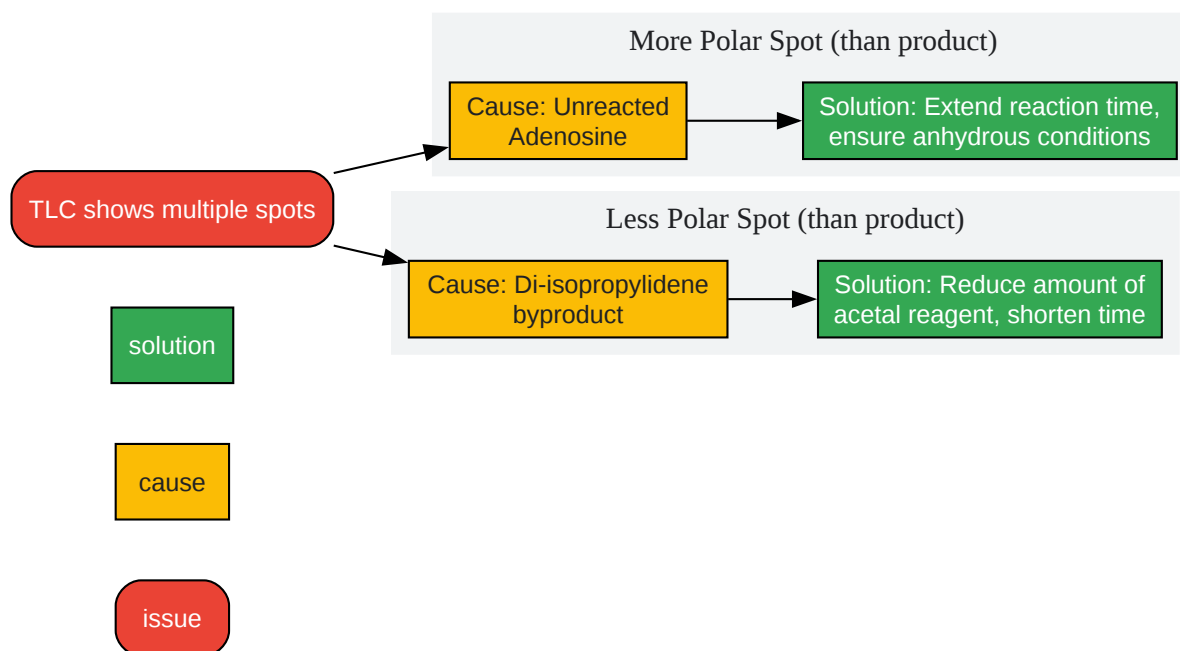 More Polar Spot (than product)
Cause: Unreacted
Adenosine
Solution: Extend reaction time,
ensure anhydrous conditions
TLC shows multiple spots
Less Polar Spot (than product)
Cause: Di-isopropylidene
byproduct
Solution: Reduce amount of
acetal reagent, shorten time
solution
cause
issue